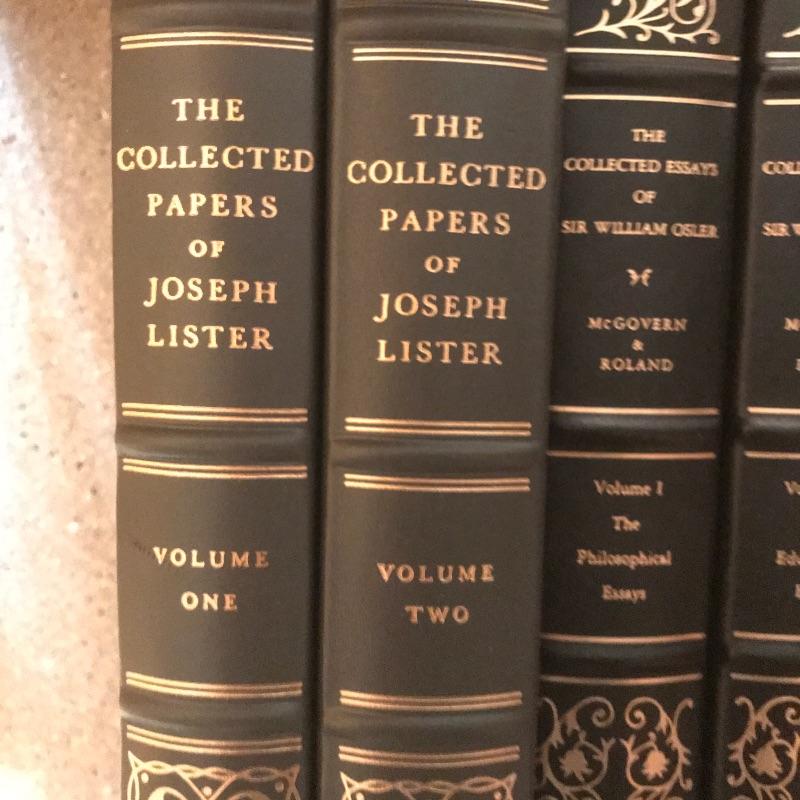 THE
COLLECTED
PAPERS
OF
JOSEPH
LISTER
VOLUME
ONE
THE
COLLECTED
PAPERS
OF
JOSEPH
LISTER
VOLUME
TWO
THE
COLLECTED ESSAYS
OF
SIR WILLIAM OSLER
McGOVERN
&
ROLAND
Volume I
The
Philosophical
Essays
SIR